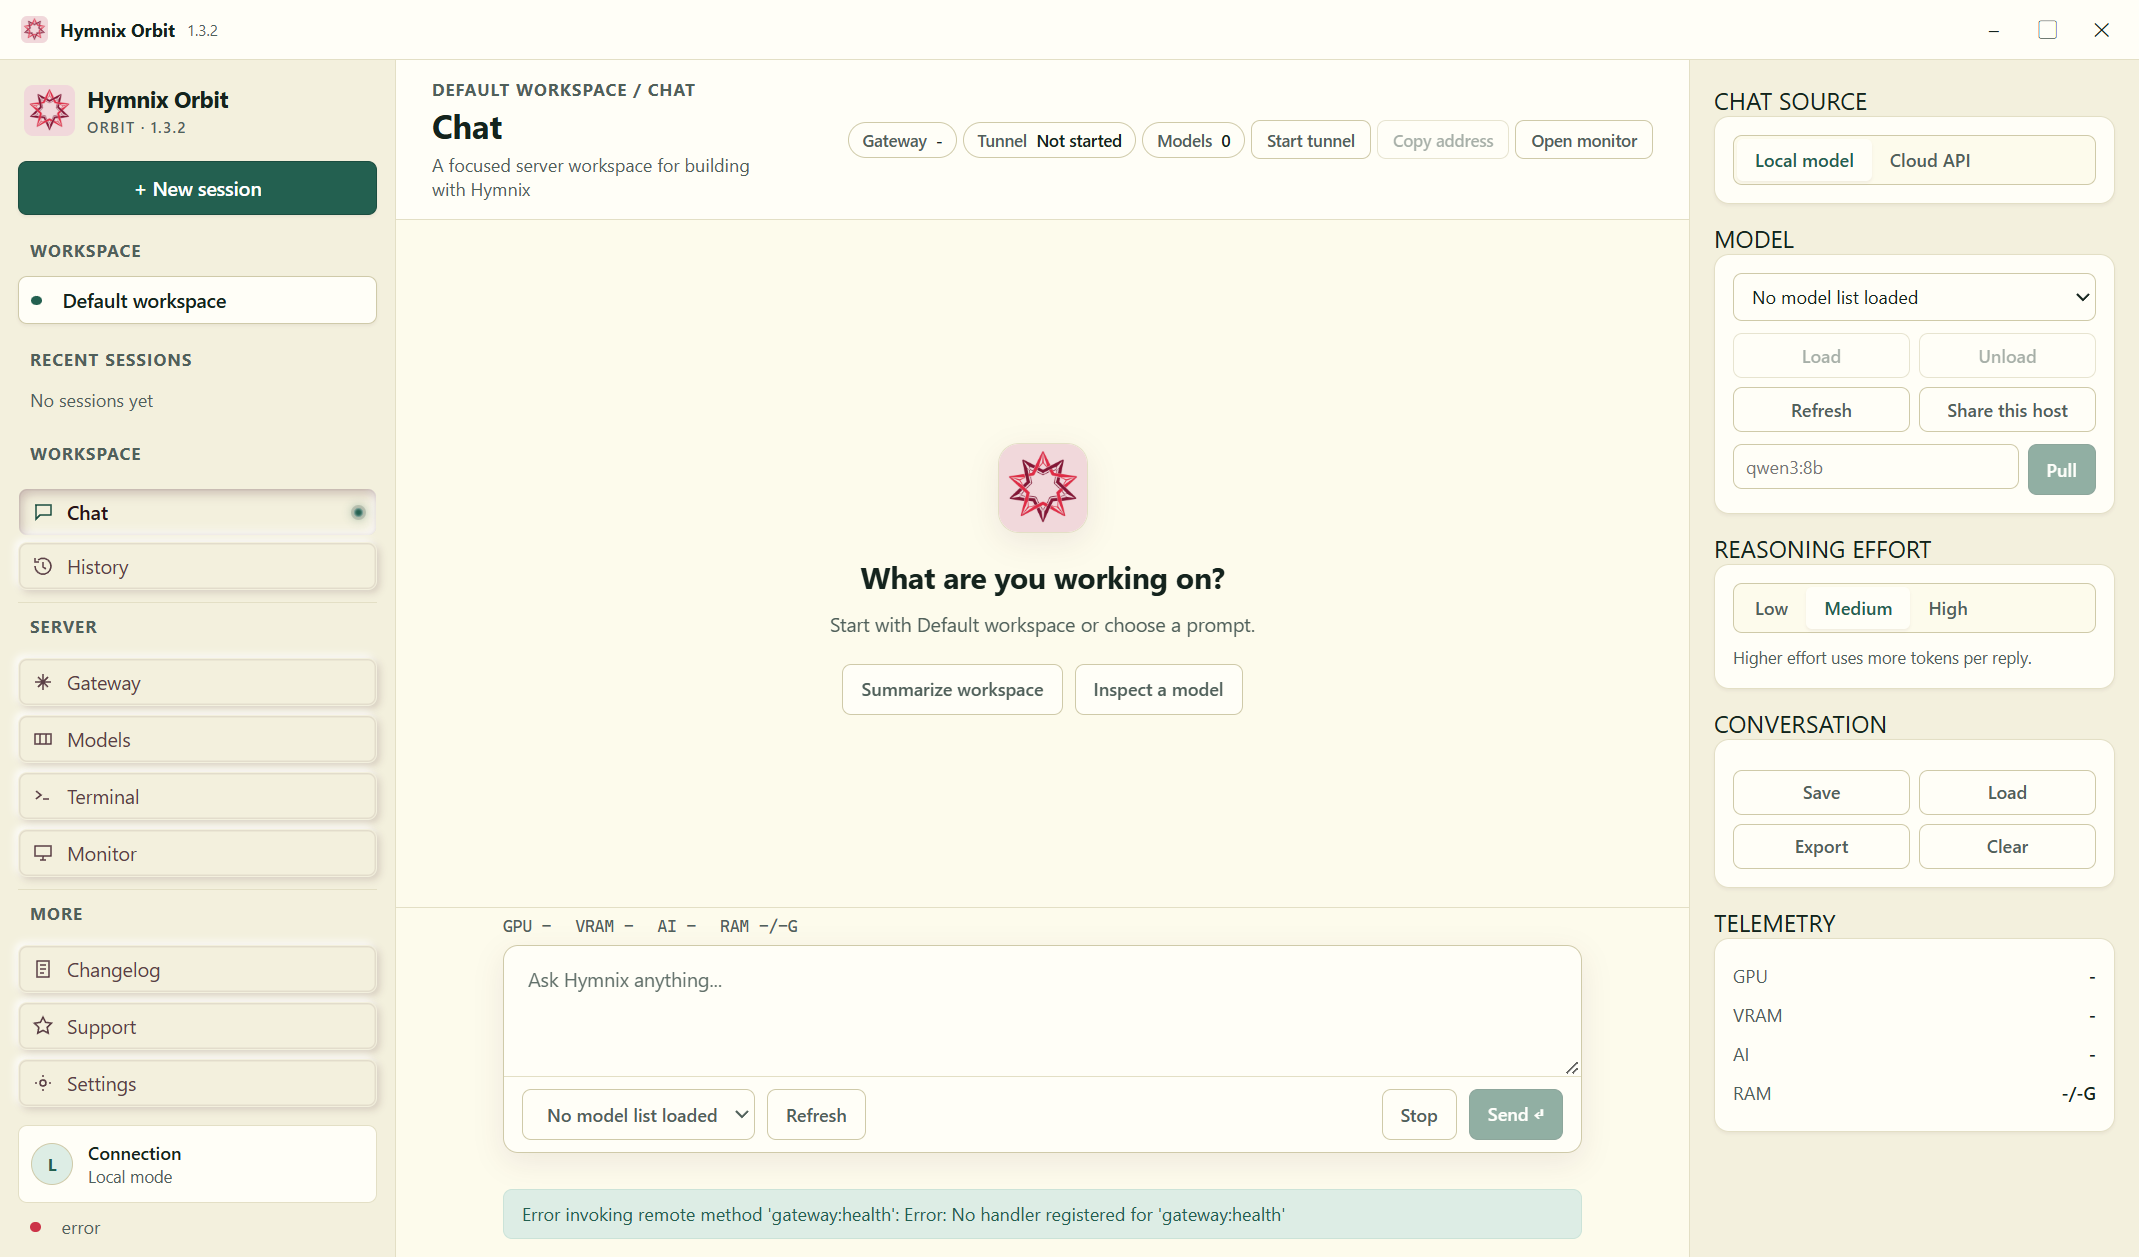 Hymnix Orbit 1.3.2
Hymnix Orbit
ORBIT · 1.3.2
+ New session
WORKSPACE
Default workspace
RECENT SESSIONS
No sessions yet
WORKSPACE
Chat
History
SERVER
Gateway
Models
Terminal
Monitor
MORE
Changelog
Support
Settings
L
Connection
Local mode
error
DEFAULT WORKSPACE / CHAT
Chat
A focused server workspace for building
with Hymnix
Gateway -
Tunnel Not started
Models 0
Start tunnel
Copy address
Open monitor
What are you working on?
Start with Default workspace or choose a prompt.
Summarize workspace
Inspect a model
GPU – VRAM – AI – RAM –/–G
Ask Hymnix anything...
No model list loaded
Refresh
Stop
Send ⏎
Error invoking remote method 'gateway:health': Error: No handler registered for 'gateway:health'
CHAT SOURCE
Local model
Cloud API
MODEL
No model list loaded
Load
Unload
Refresh
Share this host
qwen3:8b
Pull
REASONING EFFORT
Low
Medium
High
Higher effort uses more tokens per reply.
CONVERSATION
Save
Load
Export
Clear
TELEMETRY
GPU -
VRAM -
AI -
RAM -/-G